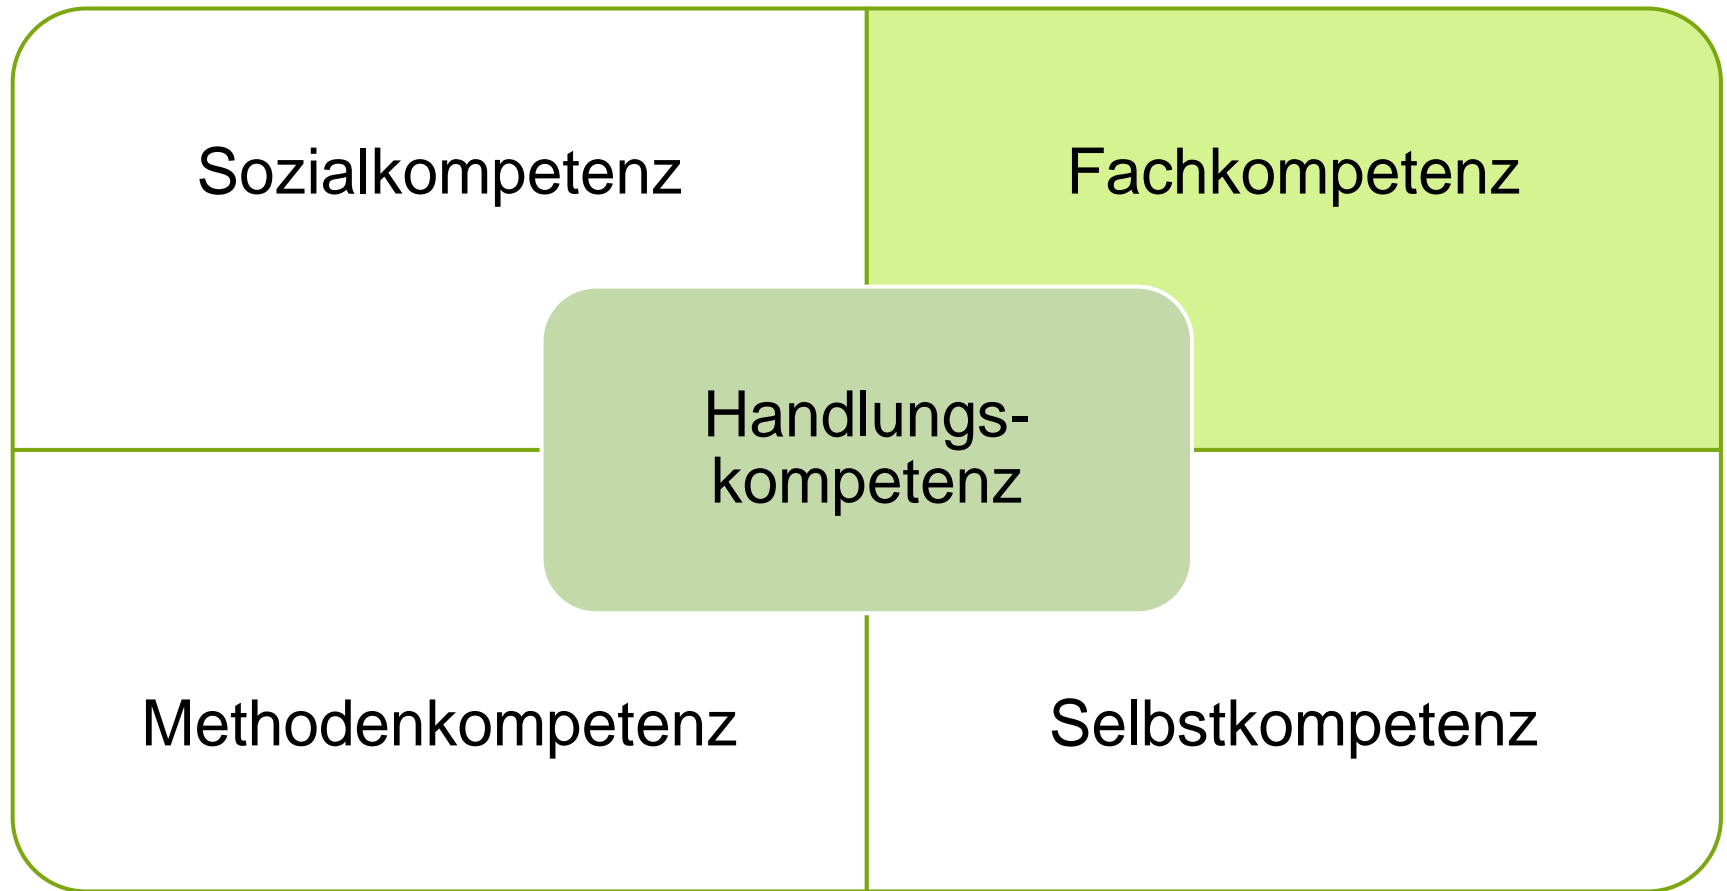 Sozialkompetenz
Fachkompetenz
Handlungs-
kompetenz
Methodenkompetenz
Selbstkompetenz